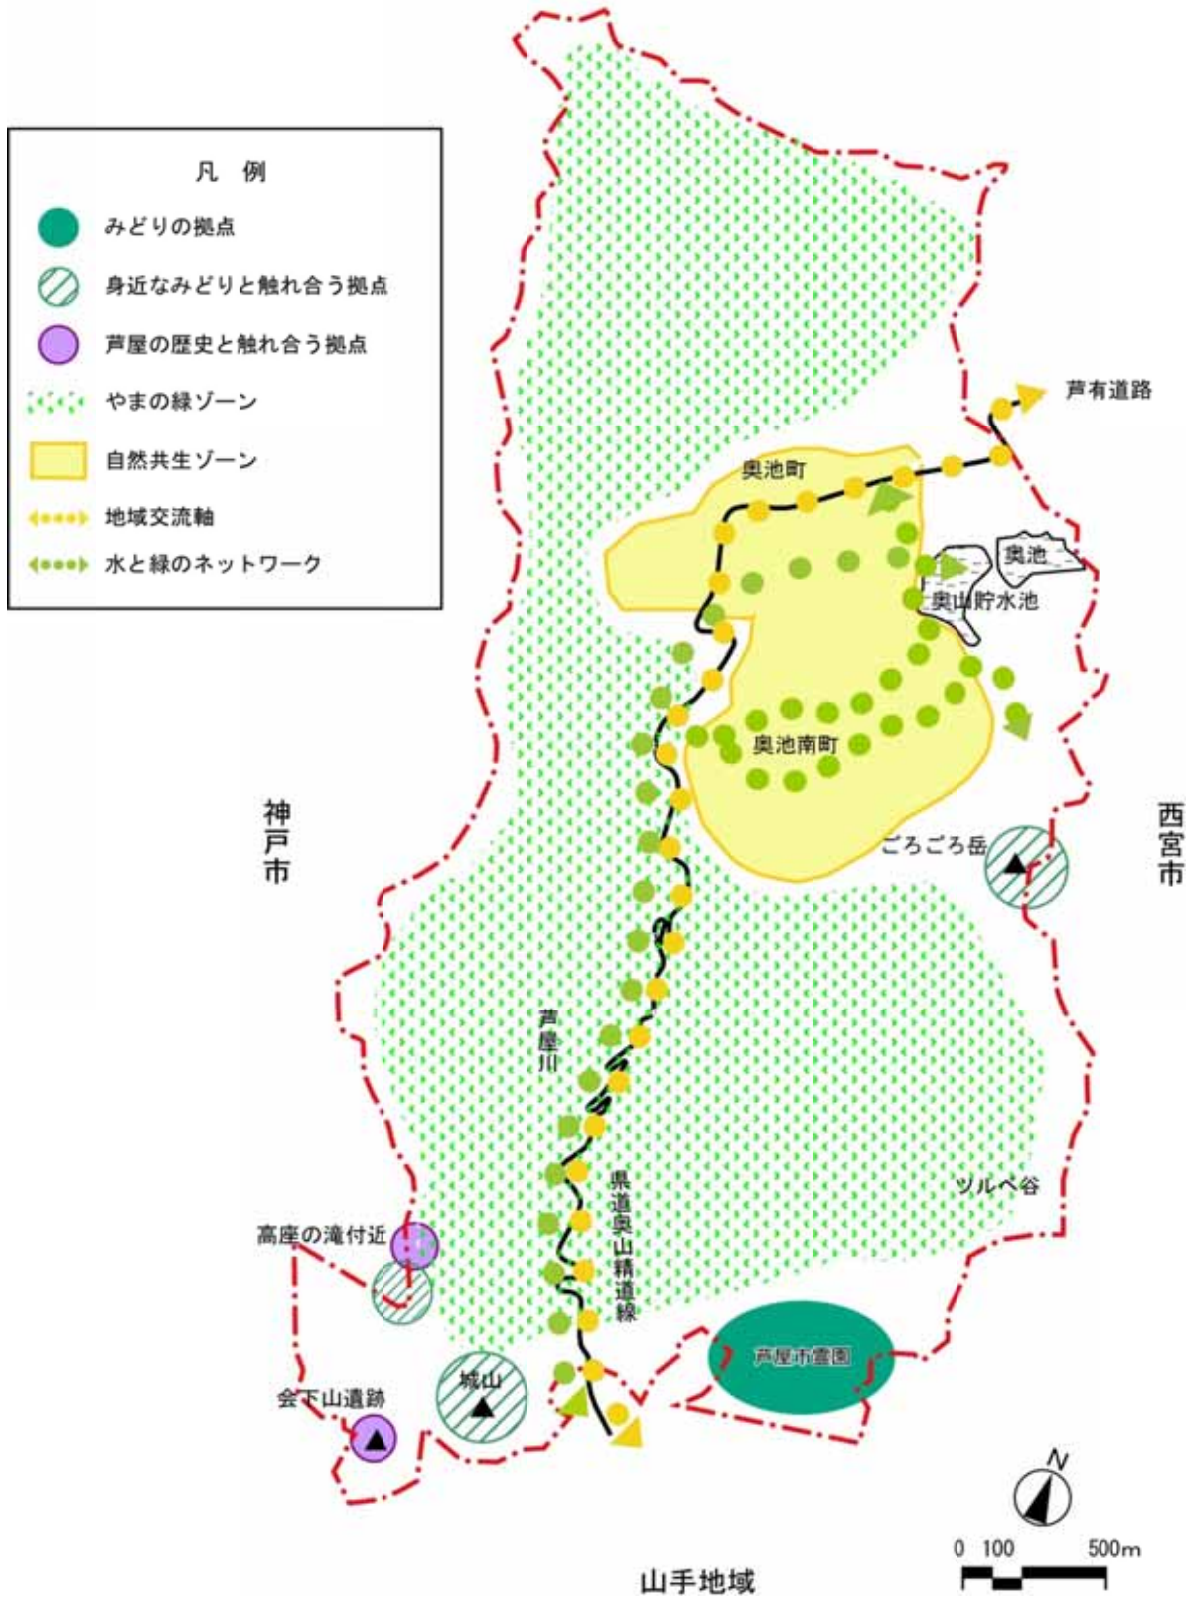 凡 例
みどりの拠点
身近なみどりと触れ合う拠点
芦屋の歴史と触れ合う拠点
やまの緑ゾーン
自然共生ゾーン
地域交流軸
水と緑のネットワーク
芦有道路
奥池町
奥池
奥山貯水池
奥池南町
神戸市
西宮市
ごろごろ岳
芦屋川
県道奥山精道線
ツルベ谷
高座の滝付近
芦屋市霊園
城山
会下山遺跡
N
0 100 500m
山手地域